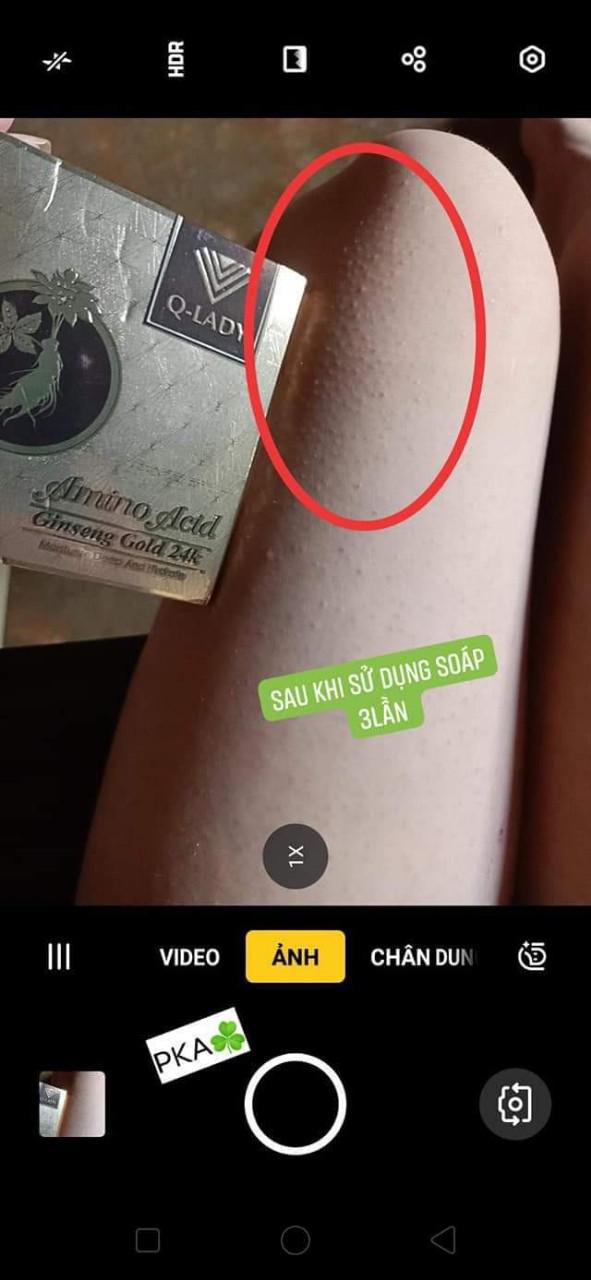 HDR
Q-LADY
Amino Acid
Ginseng Gold 24k
SAU KHI SỬ DỤNG SOÁP
3LẦN
1X
VIDEO
ẢNH
CHÂN DUN
PKA☘️